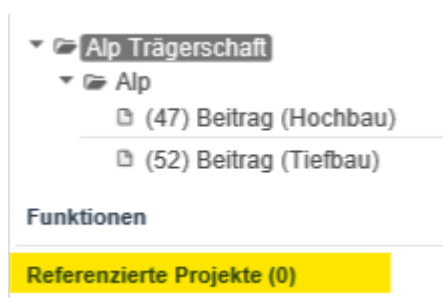 Alp Trägerschaft
Alp
(47) Beitrag (Hochbau)
(52) Beitrag (Tiefbau)
Funktionen
Referenzierte Projekte (0)